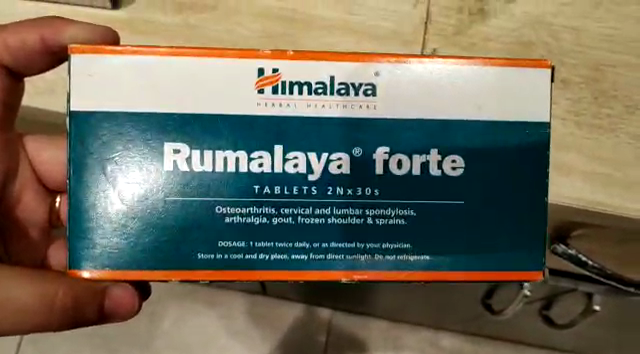 Himalaya®
HERBAL HEALTHCARE
Rumalaya® forte
TABLETS 2Nx30s
Osteoarthritis, cervical and lumbar spondylosis,
arthralgia, gout, frozen shoulder & sprains.
DOSAGE: 1 tablet twice daily, or as directed by your physician.
Store in a cool and dry place, away from direct sunlight. Do not refrigerate.